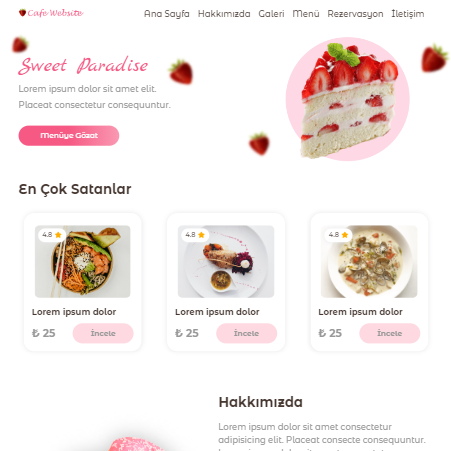 Cafe Website
Ana Sayfa Hakkımızda Galeri Menü Rezervasyon İletişim
Sweet Paradise
Lorem ipsum dolor sit amet elit.
Placeat consectetur consequuntur.
Menüye Gözat
En Çok Satanlar
4.8 4.8 4.8
Lorem ipsum dolor Lorem ipsum dolor Lorem ipsum dolor
₺ 25 İncele ₺ 25 İncele ₺ 25 İncele
Hakkımızda
Lorem ipsum dolor sit amet consectetur
adipisicing elit. Placeat consecte consequuntur.